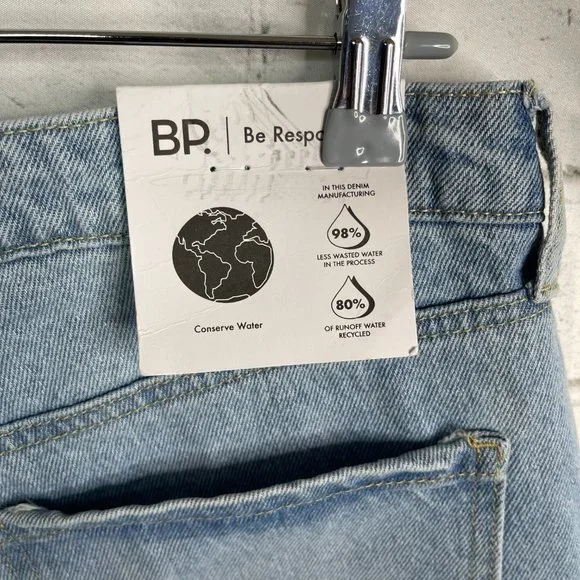 BP. | Be Respo
IN THIS DENIM
MANUFACTURING
98%
LESS WASTED WATER
IN THE PROCESS
80%
OF RUNOFF WATER
RECYCLED
Conserve Water